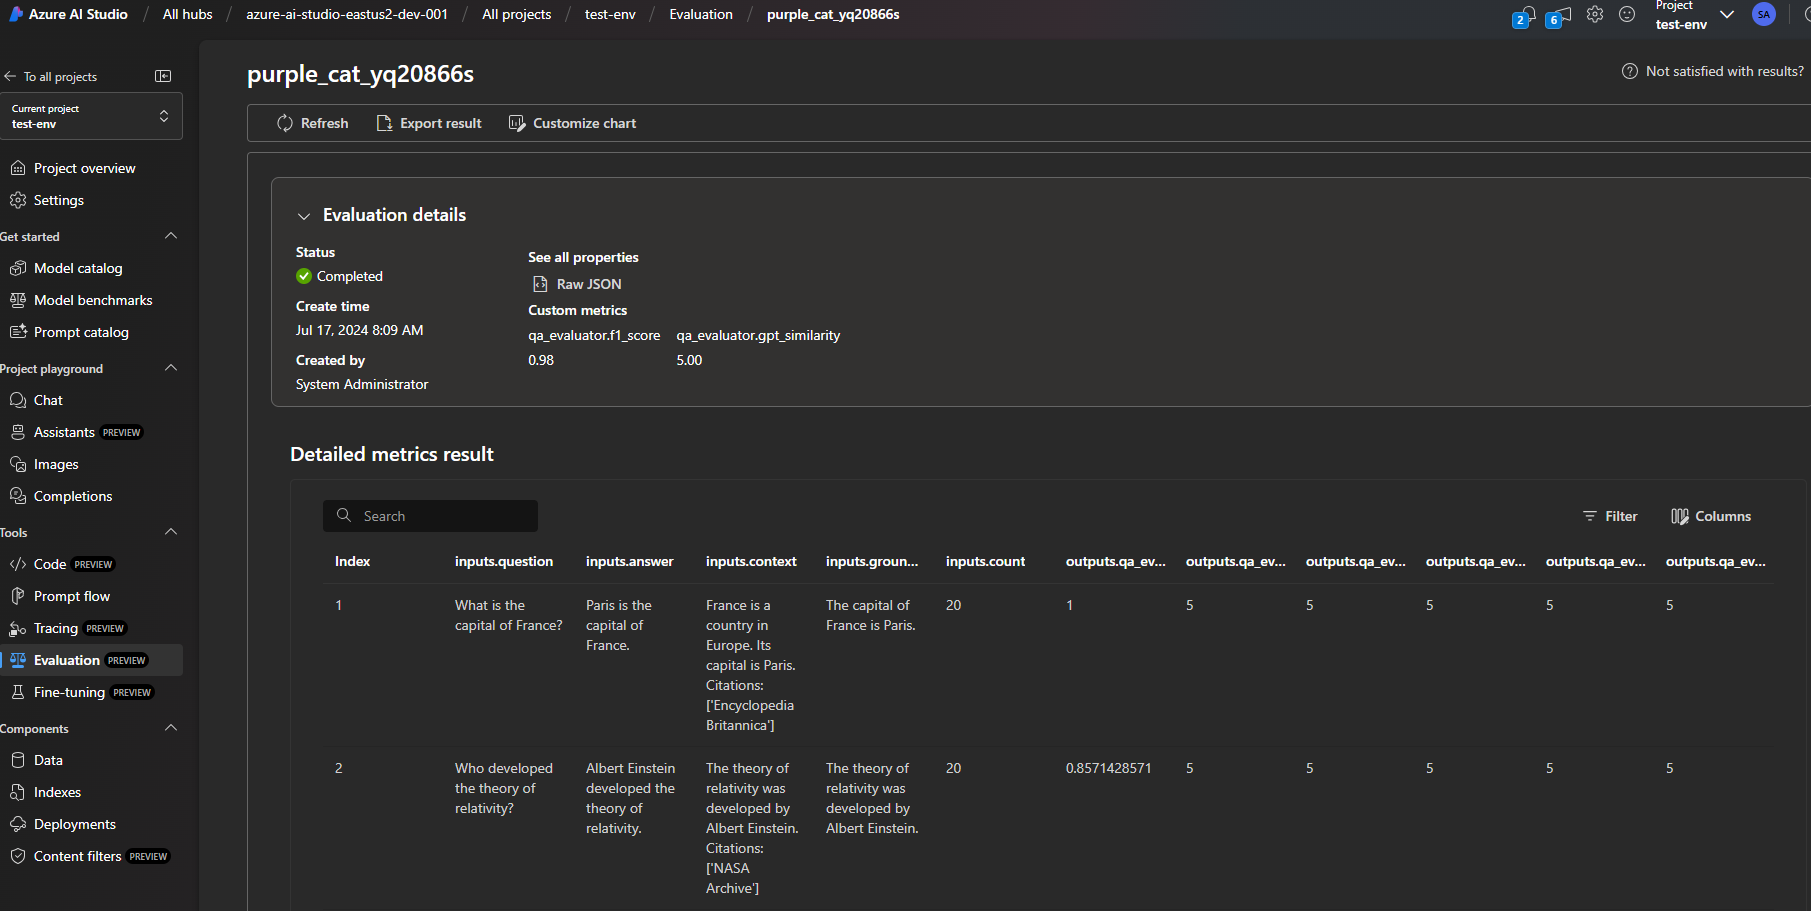 Azure AI Studio / All hubs / azure-ai-studio-eastus2-dev-001 / All projects / test-env / Evaluation / purple_cat_yq20866s
2
6
Project
test-env
SA
To all projects
Current project
test-env
Project overview
Settings
Get started
Model catalog
Model benchmarks
Prompt catalog
Project playground
Chat
Assistants PREVIEW
Images
Completions
Tools
Code PREVIEW
Prompt flow
Tracing PREVIEW
Evaluation PREVIEW
Fine-tuning PREVIEW
Components
Data
Indexes
Deployments
Content filters PREVIEW
purple_cat_yq20866s
Not satisfied with results?
Refresh
Export result
Customize chart
Evaluation details
Status
Completed
Create time
Jul 17, 2024 8:09 AM
Created by
System Administrator
See all properties
Raw JSON
Custom metrics
qa_evaluator.f1_score qa_evaluator.gpt_similarity
0.98 5.00
Detailed metrics result
Search
Filter
Columns
Index inputs.question inputs.answer inputs.context inputs.groun... inputs.count outputs.qa_ev... outputs.qa_ev... outputs.qa_ev... outputs.qa_ev... outputs.qa_ev... outputs.qa_ev...
1
What is the
capital of France?
Paris is the
capital of
France.
France is a
country in
Europe. Its
capital is Paris.
Citations:
['Encyclopedia
Britannica']
The capital of
France is Paris.
20 1 5 5 5 5 5
2
Who developed
the theory of
relativity?
Albert Einstein
developed the
theory of
relativity.
The theory of
relativity was
developed by
Albert Einstein.
Citations:
['NASA
Archive']
The theory of
relativity was
developed by
Albert Einstein.
20 0.8571428571 5 5 5 5 5